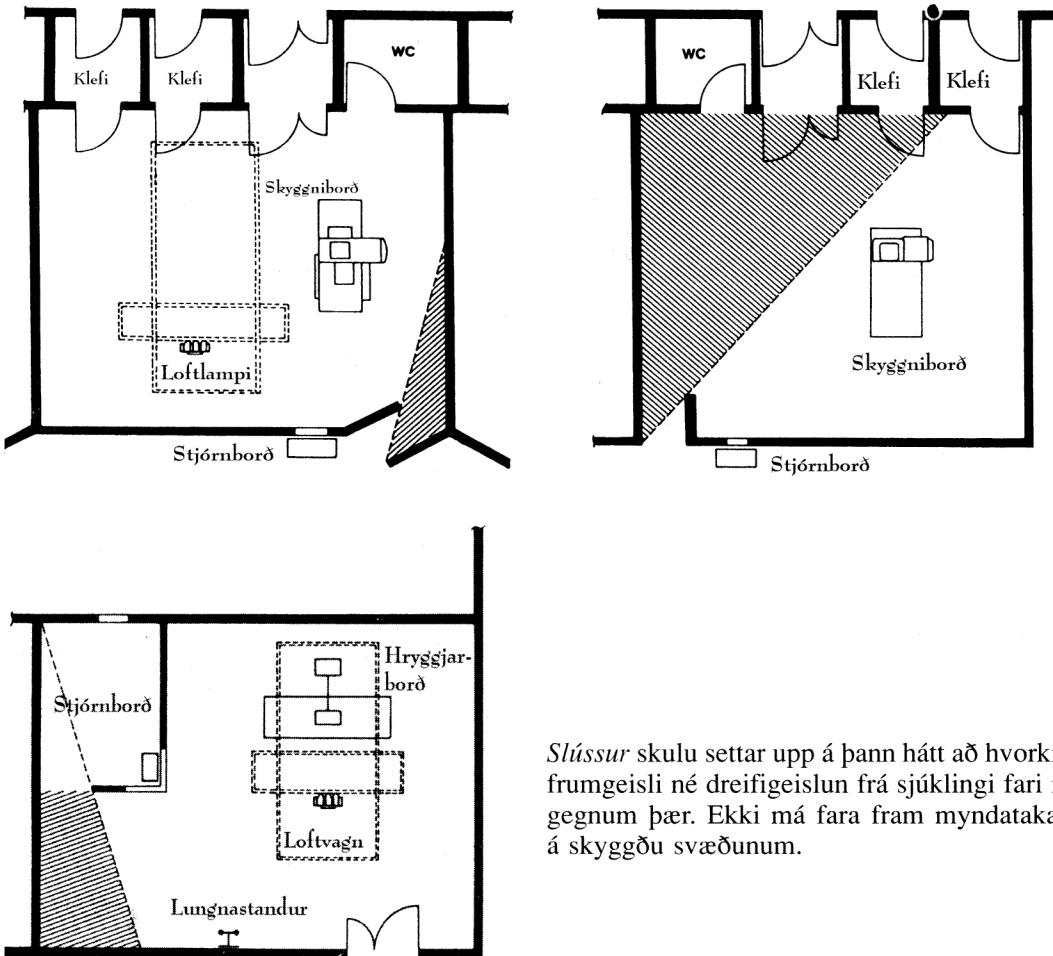 Klefi
Klefi
WC
Skyggniborð
Loftlampi
Stjórnborð
WC
Klefi
Klefi
Skyggniborð
Stjórnborð
Hryggjar-
borð
Stjórnborð
Loftvagn
Lungnastandur
Slússur skulu settar upp á þann hátt að hvorki
frumgeisli né dreifigeislun frá sjúklingi fari
gegnum þær. Ekki má fara fram myndataka
á skyggðu svæðunum.